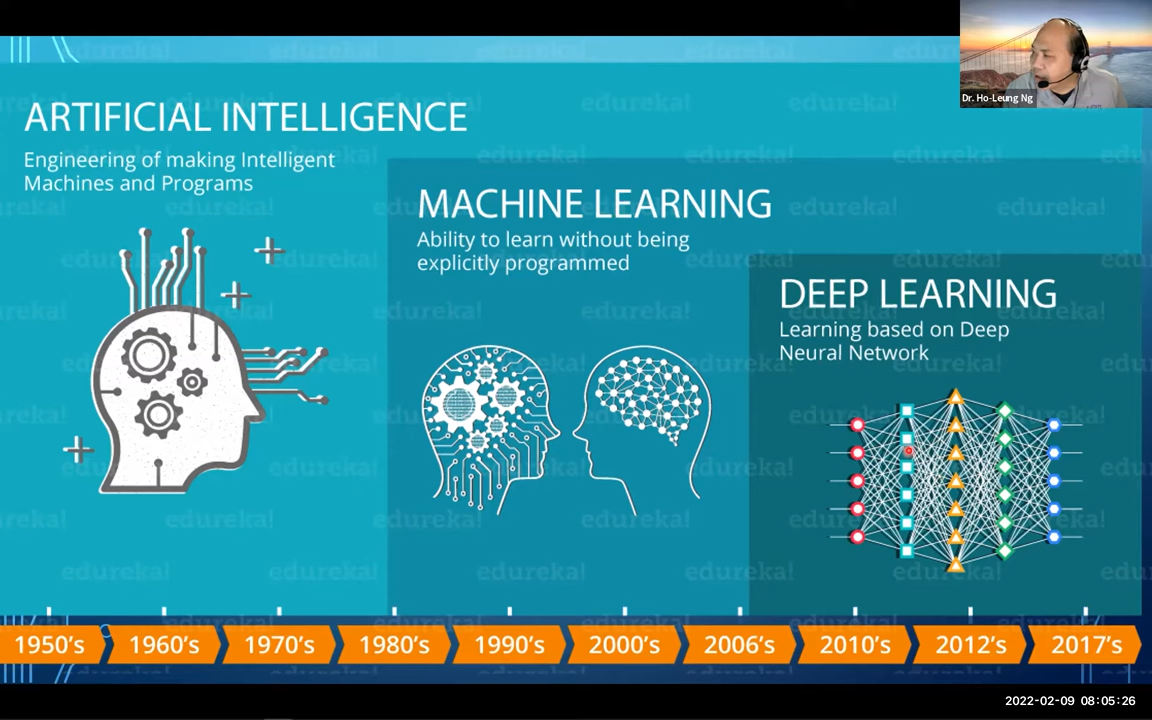 Dr. Ho-Leung Ng
edureka!
ARTIFICIAL INTELLIGENCE
Engineering of making Intelligent
Machines and Programs
MACHINE LEARNING
Ability to learn without being
explicitly programmed
DEEP LEARNING
Learning based on Deep
Neural Network
1950's
1960's
1970's
1980's
1990's
2000's
2006's
2010's
2012's
2017's
2022-02-09 08:05:26